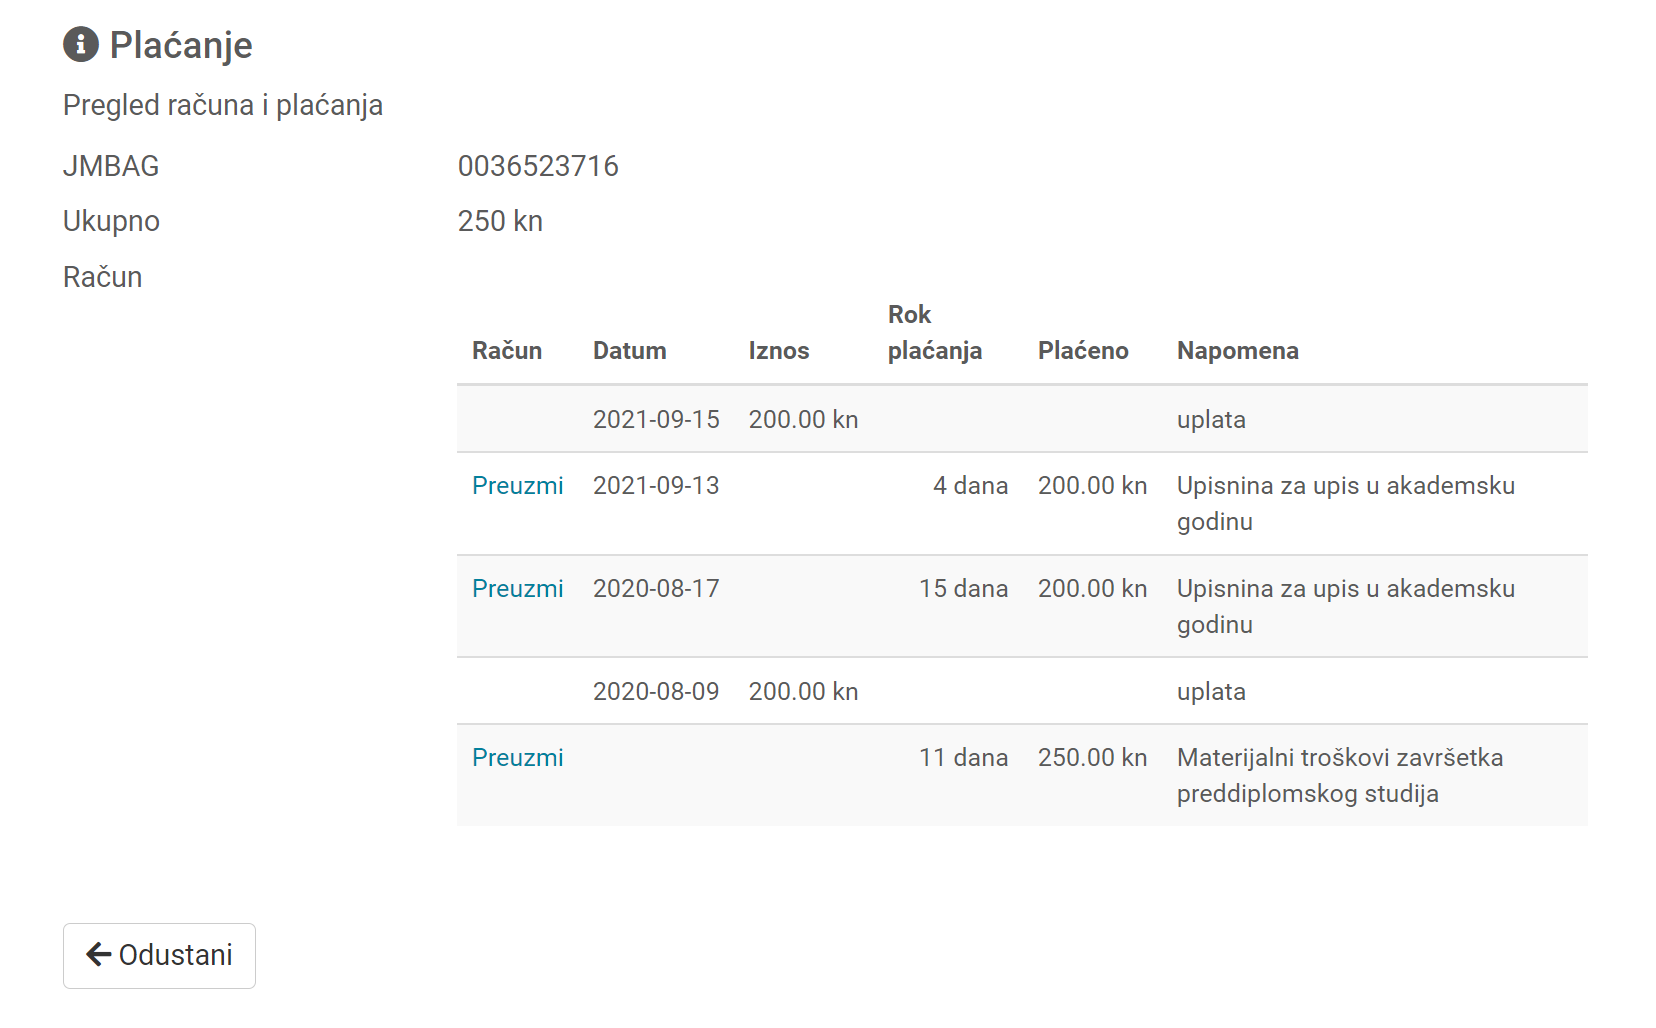 Plaćanje
Pregled računa i plaćanja
JMBAG 0036523716
Ukupno 250 kn
Račun
Račun Datum Iznos Rok plaćanja Plaćeno Napomena
2021-09-15 200.00 kn uplata
Preuzmi 2021-09-13 4 dana 200.00 kn Upisnina za upis u akademsku
godinu
Preuzmi 2020-08-17 15 dana 200.00 kn Upisnina za upis u akademsku
godinu
2020-08-09 200.00 kn uplata
Preuzmi 11 dana 250.00 kn Materijalni troškovi završetka
preddiplomskog studija
Odustani